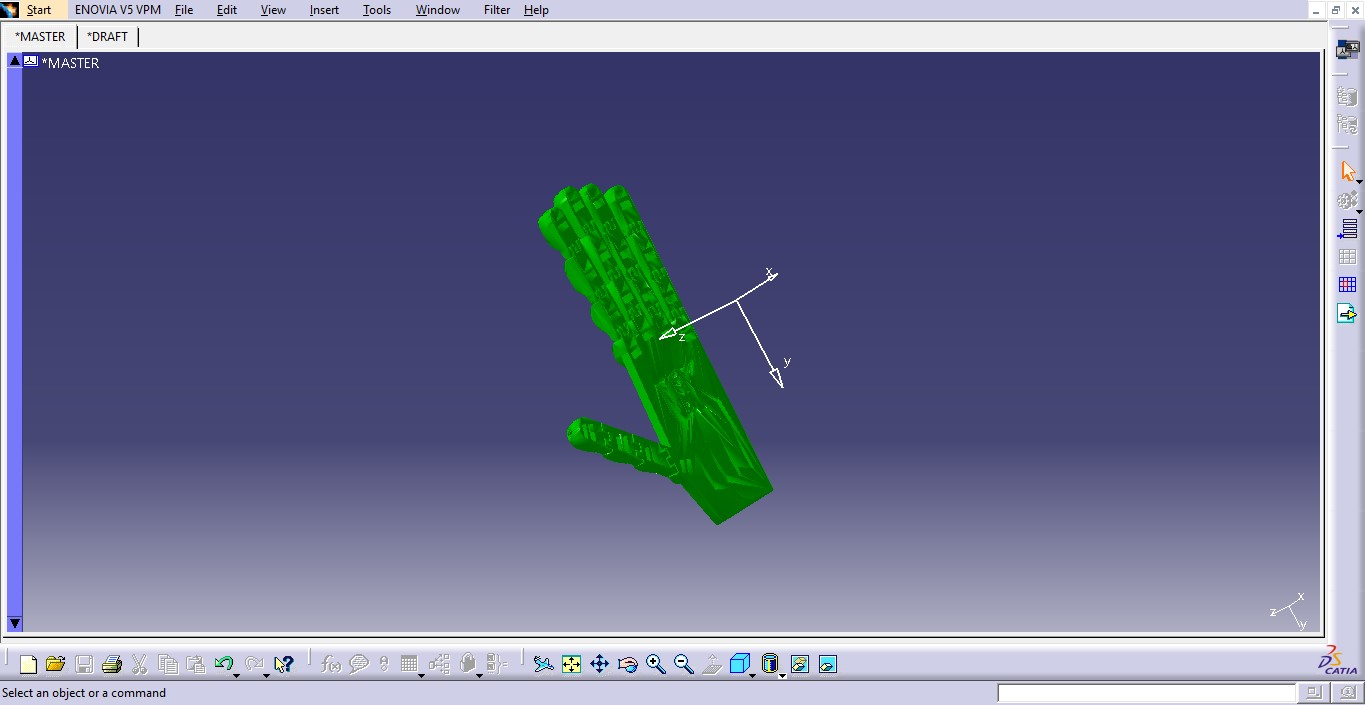 Start ENOVIA V5 VPM File Edit View Insert Tools Window Filter Help
*MASTER *DRAFT
*MASTER
x
z
y
x
z
y
f(x)
DS
CATIA
Select an object or a command